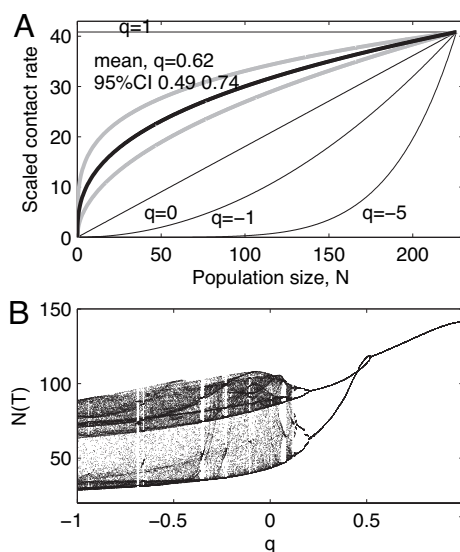 A
q=1
mean, q=0.62
95%CI 0.49 0.74
Scaled contact rate
40
30
20
10
0
q=0
q=−1
q=−5
0 50 100 150 200
Population size, N
B
N(T)
150
100
50
−1 −0.5 0 0.5 1
q